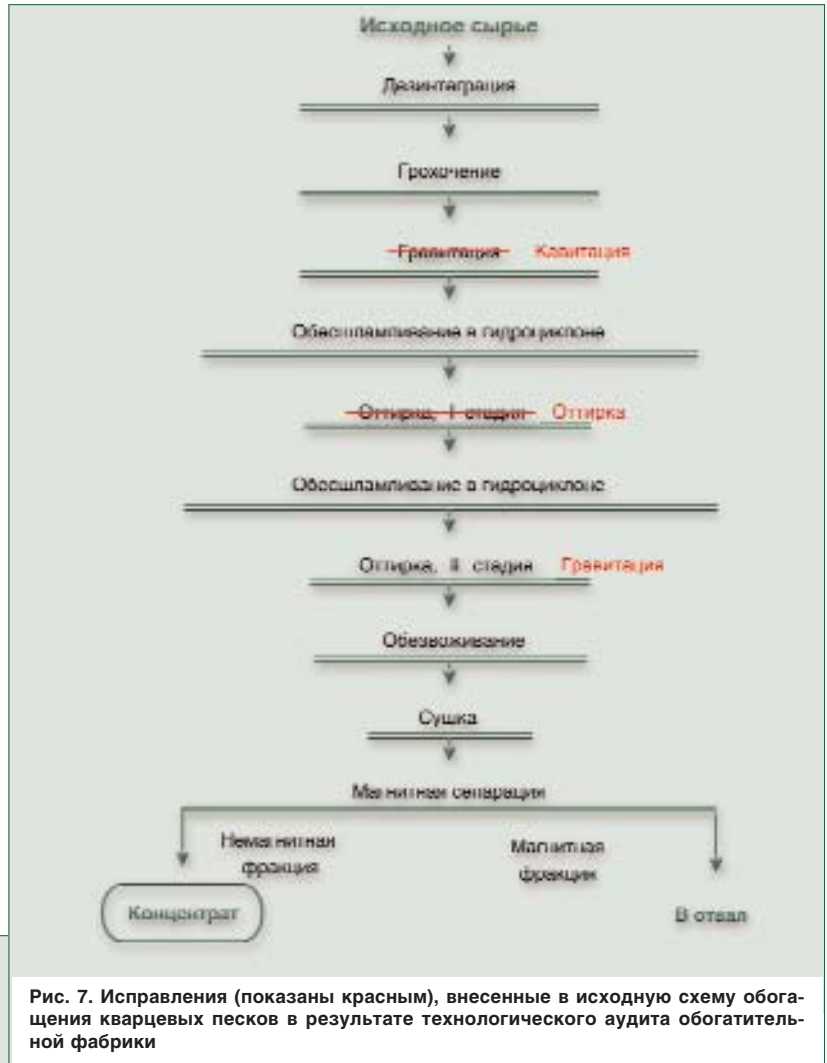 Исходное сырье
Дезинтеграция
Грохочение
Гравитация Кавитация
Обесшламливание в гидроциклоне
Оттирка, I стадия Оттирка
Обесшламливание в гидроциклоне
Оттирка, II стадия Гравитация
Обезвоживание
Сушка
Магнитная сепарация
Немагнитная
фракция
Магнитная
фракция
Концентрат
В отвал
Рис. 7. Исправления (показаны красным), внесенные в исходную схему обога-
щения кварцевых песков в результате технологического аудита обогатитель-
ной фабрики